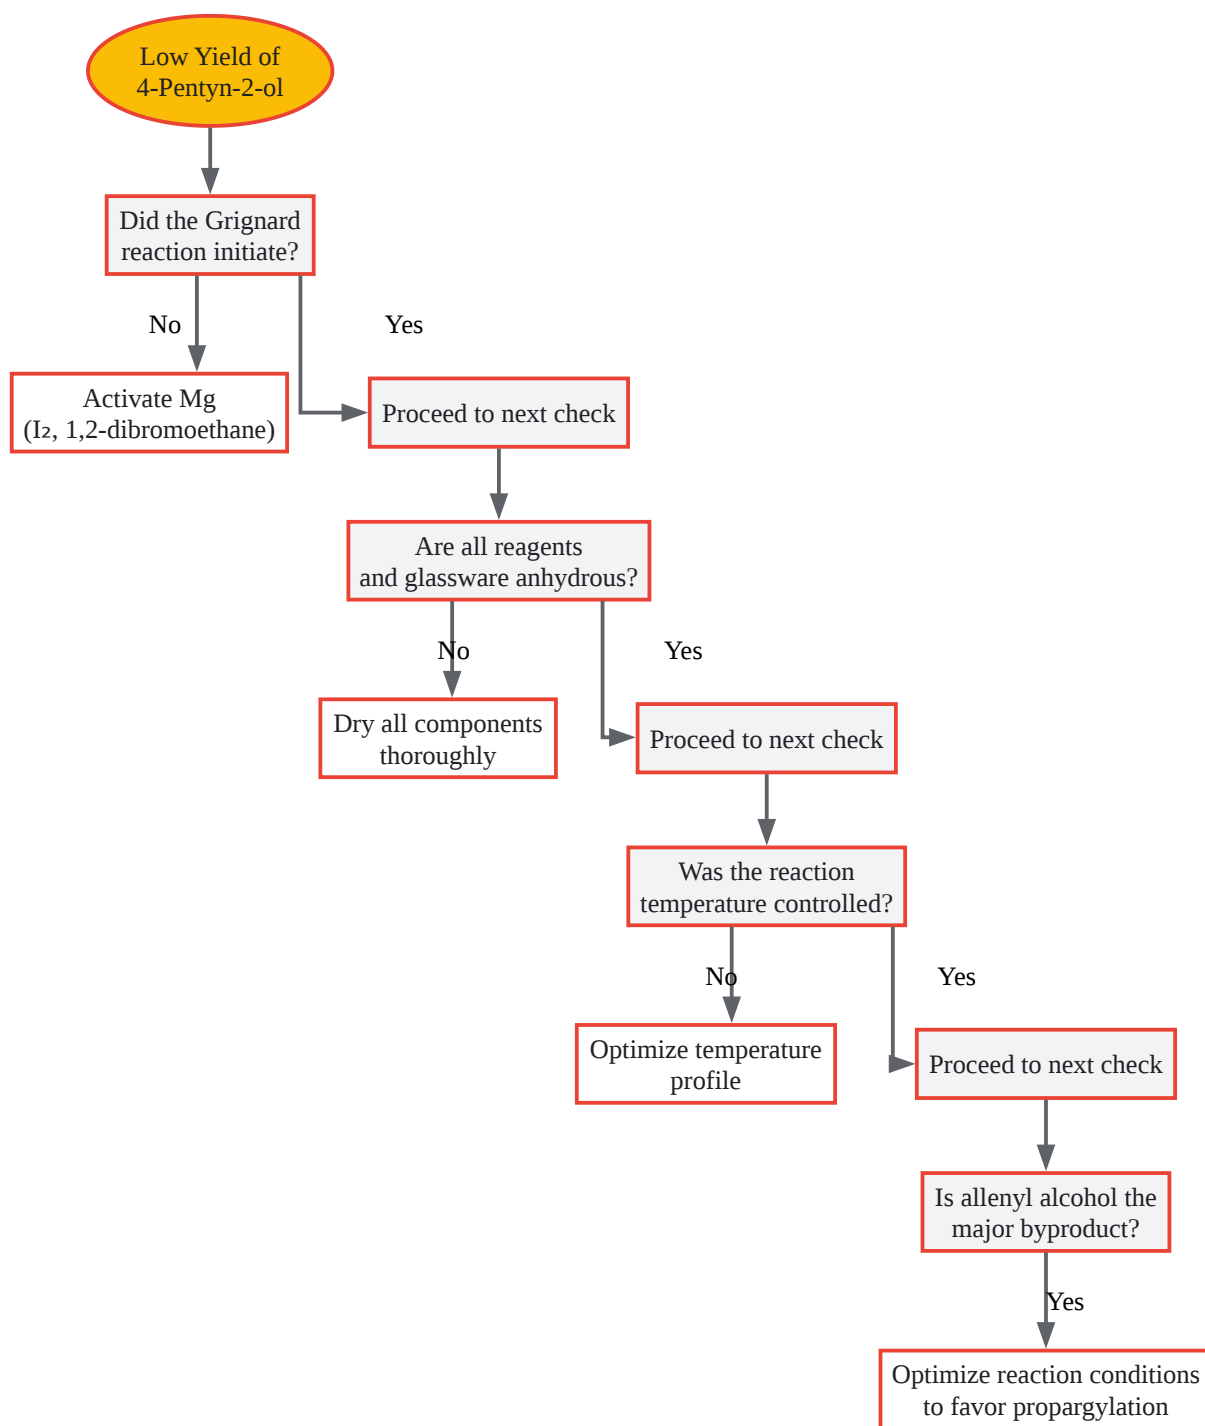 Low Yield of
4-Pentyn-2-ol
Did the Grignard
reaction initiate?
No
Yes
Activate Mg
(I₂, 1,2-dibromoethane)
Proceed to next check
Are all reagents
and glassware anhydrous?
No
Yes
Dry all components
thoroughly
Proceed to next check
Was the reaction
temperature controlled?
No
Yes
Optimize temperature
profile
Proceed to next check
Is allenyl alcohol the
major byproduct?
Yes
Optimize reaction conditions
to favor propargylation